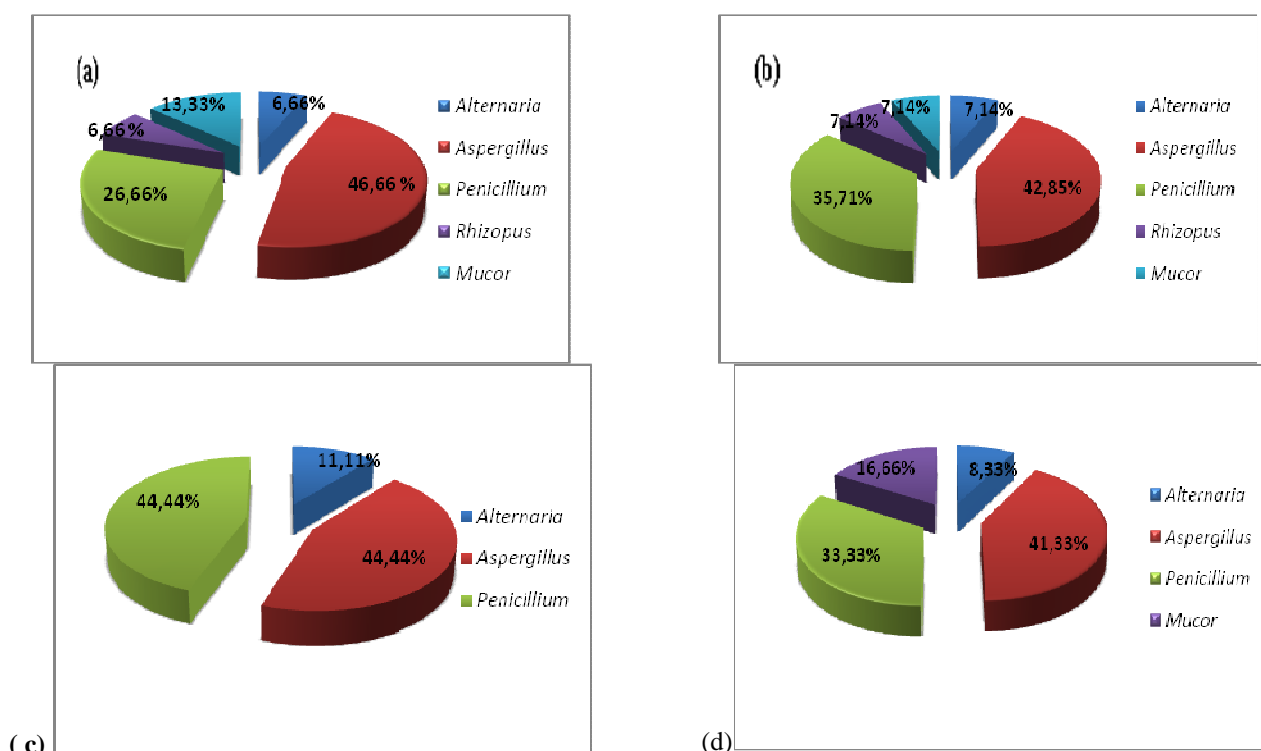 (a)
13,33%
6,66%
6,66 %
46,66 %
26,66%
Alternaria
Aspergillus
Penicillium
Rhizopus
Mucor
(b)
7,14%
7,14%
7,14%
42,85%
35,71%
Alternaria
Aspergillus
Penicillium
Rhizopus
Mucor
11,11%
44,44%
44,44%
Alternaria
Aspergillus
Penicillium
( c)
16,66%
8,33%
41,33%
33,33%
Alternaria
Aspergillus
Penicillium
Mucor
(d)